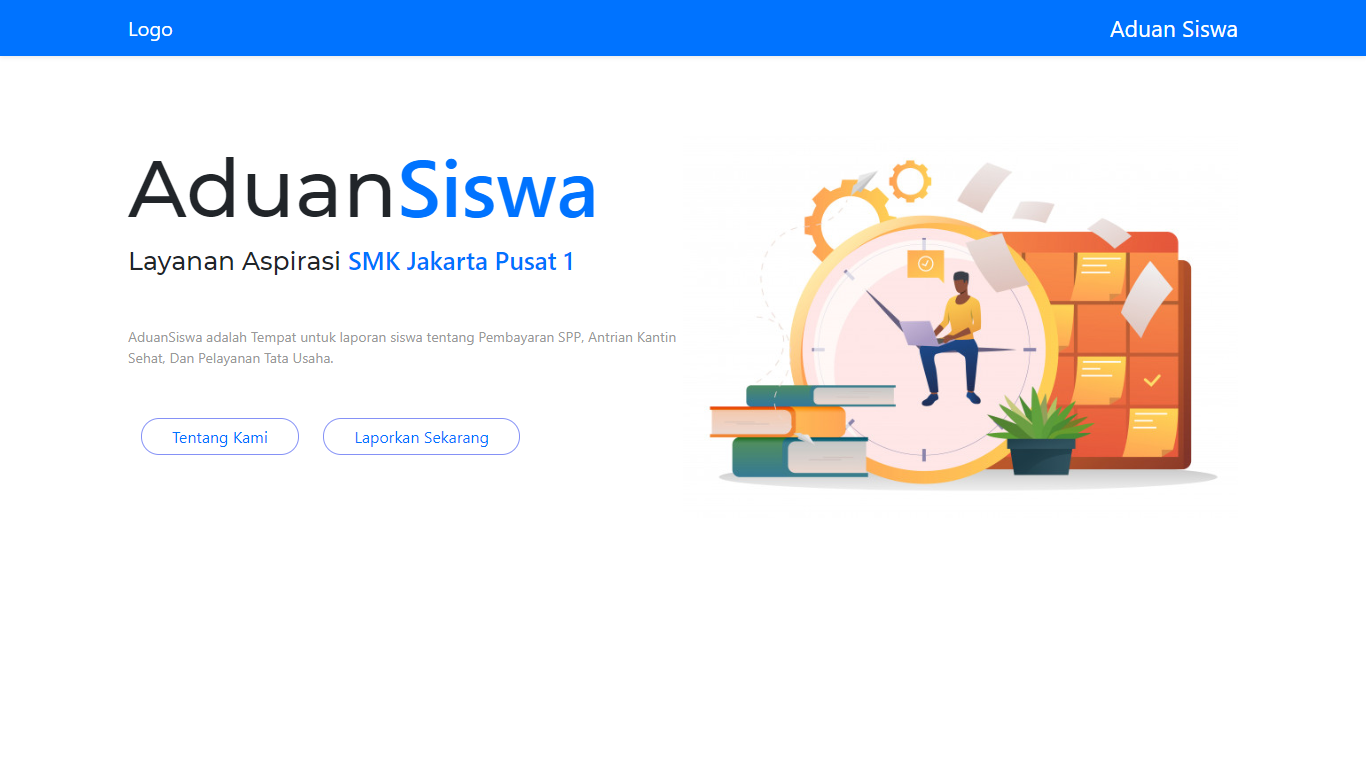 Logo
Aduan Siswa
AduanSiswa
Layanan Aspirasi SMK Jakarta Pusat 1
AduanSiswa adalah Tempat untuk laporan siswa tentang Pembayaran SPP, Antrian Kantin
Sehat, Dan Pelayanan Tata Usaha.
Tentang Kami
Laporkan Sekarang